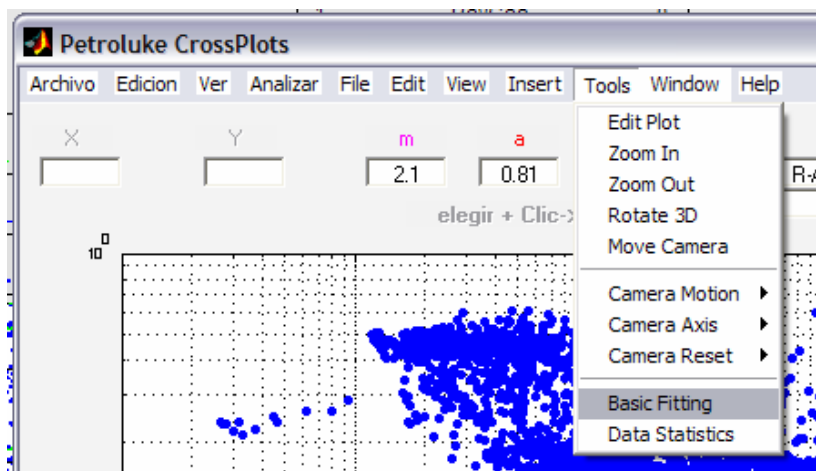 Petroluke CrossPlots
Archivo Edicion Ver Analizar File Edit View Insert Tools Window Help
X Y m a
2.1 0.81 R-A
elegir + Clic-
10 0
Edit Plot
Zoom In
Zoom Out
Rotate 3D
Move Camera
Camera Motion
Camera Axis
Camera Reset
Basic Fitting
Data Statistics